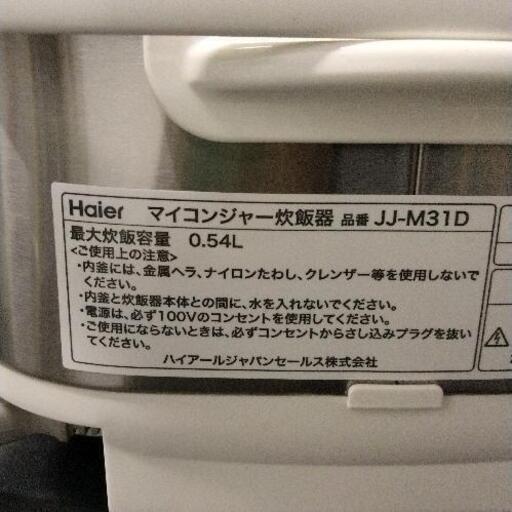 Haier マイコンジャー炊飯器 品番 JJ-M31D
最大炊飯容量 0.54L
<ご使用上の注意>
・内釜には、金属ヘラ、ナイロンたわし、クレンザー等を使用しないで
ください。
・内釜と炊飯器本体との間に、水を入れないでください。
・電源は、必ず100Vのコンセントを使用してください。
・ご使用にならないときは、必ずコンセントからさし込みプラグを抜い
てください。
ハイアールジャパンセールス株式会社